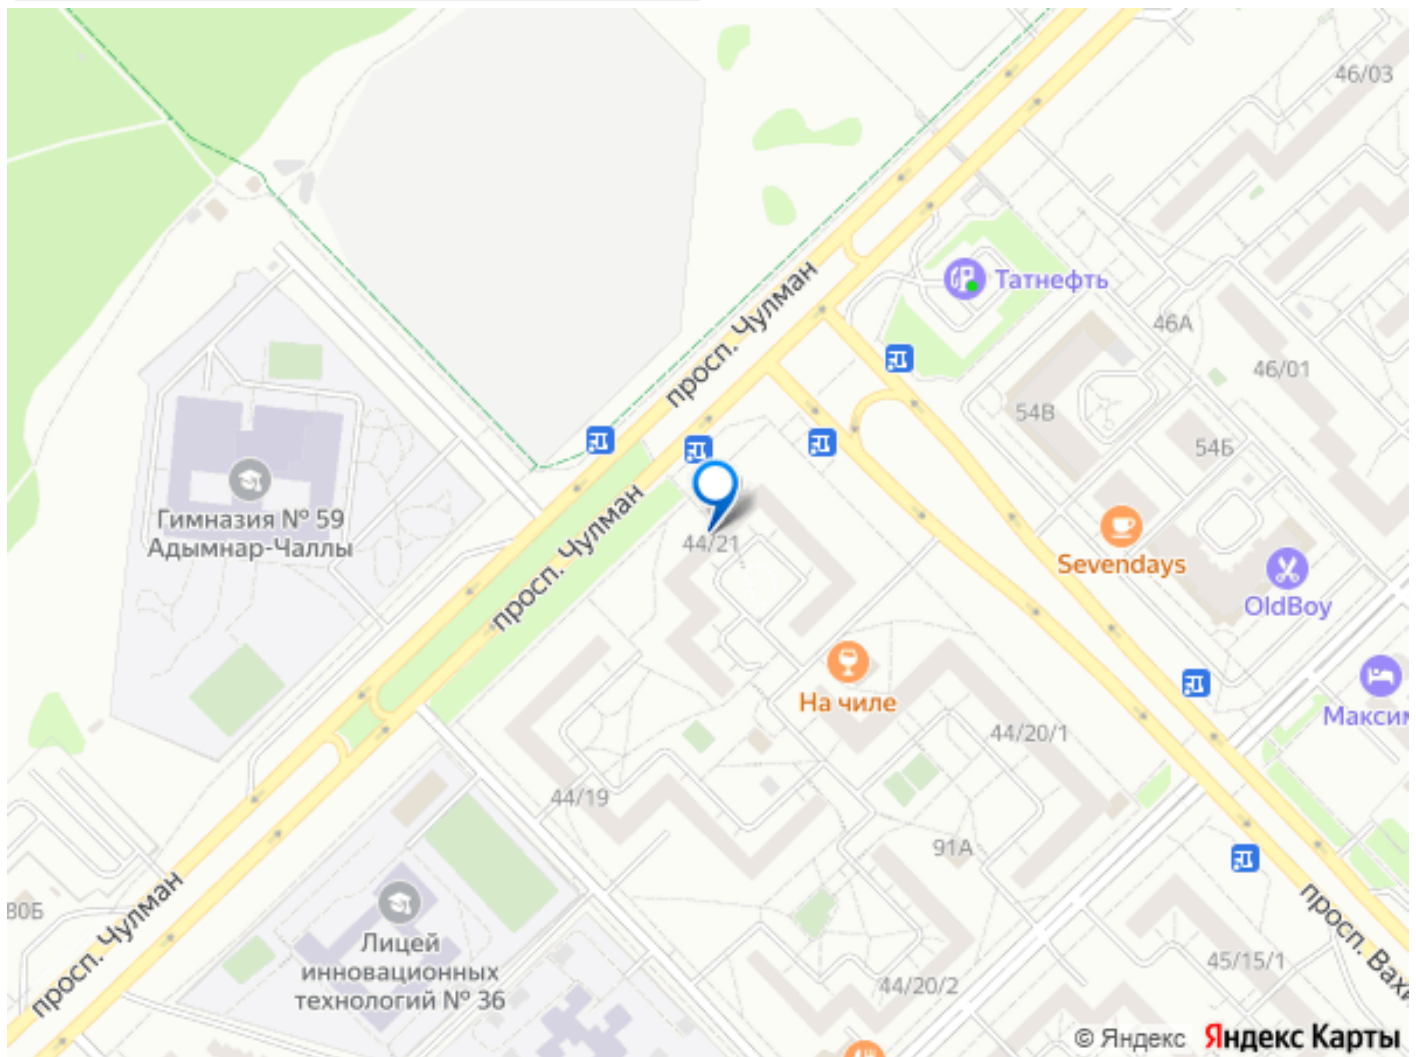 46/03
просп. Чулман
Татнефть
46А
46/01
54В
54Б
Гимназия № 59
Адымнар-Чаллы
просп. Чулман
44/21
Sevendays
OldBoy
На чиле
Максим
44/20/1
44/19
91А
80Б
просп. Чулман
Лицей
инновационных
технологий № 36
просп. Вахи
45/15/1
44/20/2
© Яндекс Яндекс Карты